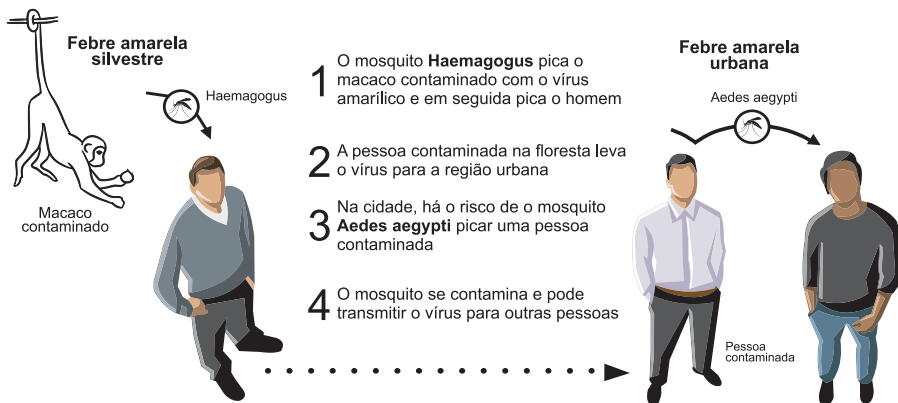 Febre amarela
silvestre
Haemagogus
Macaco
contaminado
1
O mosquito Haemagogus pica o
macaco contaminado com o vírus
amarílico e em seguida pica o homem
2
A pessoa contaminada na floresta leva
o vírus para a região urbana
3
Na cidade, há o risco de o mosquito
Aedes aegypti picar uma pessoa
contaminada
4
O mosquito se contamina e pode
transmitir o vírus para outras pessoas
Febre amarela
urbana
Aedes aegypti
Pessoa
contaminada